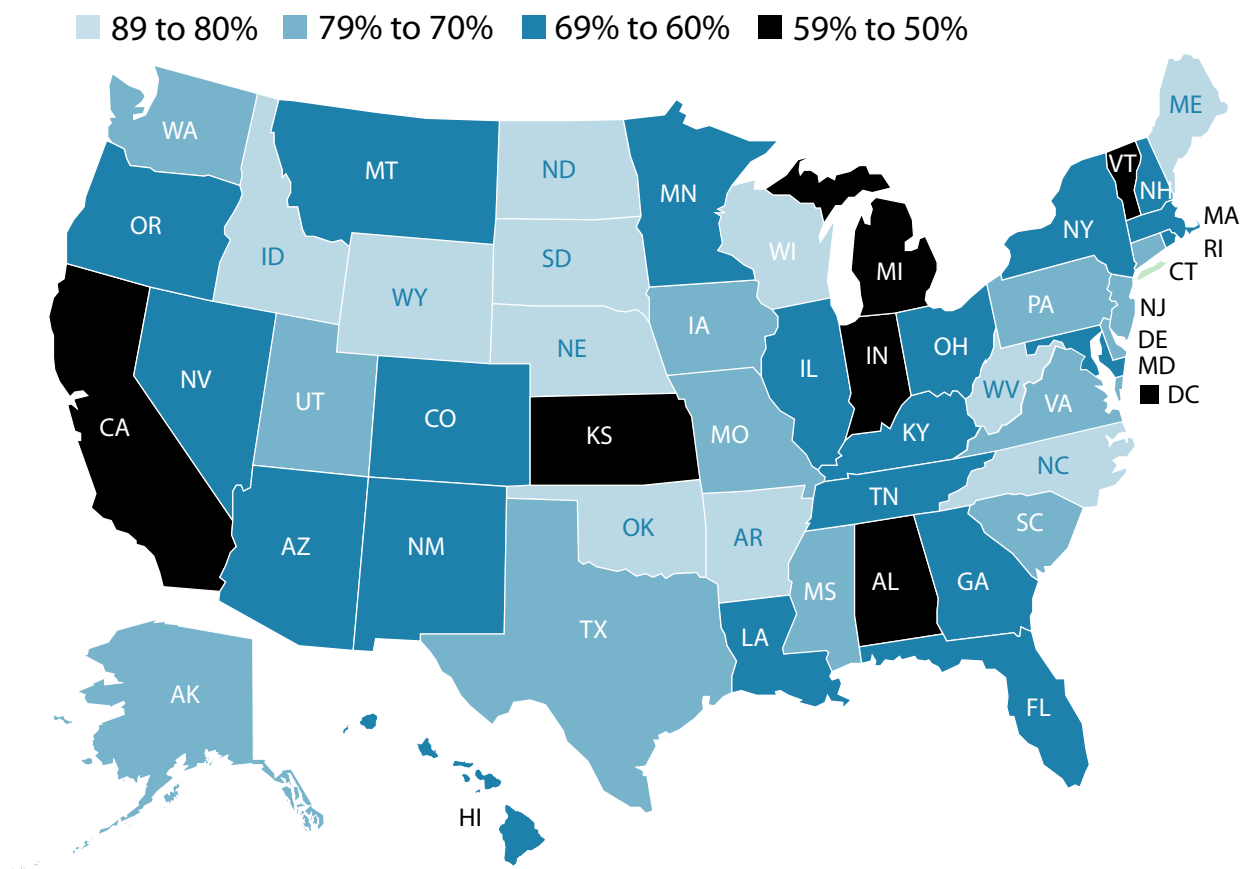 89 to 80% 79% to 70% 69% to 60% 59% to 50%
ME
WA
VT
MT
ND
NH
MN
MA
OR
NY
RI
WI
ID
SD
MI
CT
WY
PA
NJ
IA
DE
OH
NE
IN
MD
IL
NV
WV
DC
UT
VA
CO
CA
KS
MO
KY
NC
TN
SC
OK
AR
AZ
NM
AL
GA
MS
TX
LA
AK
FL
HI